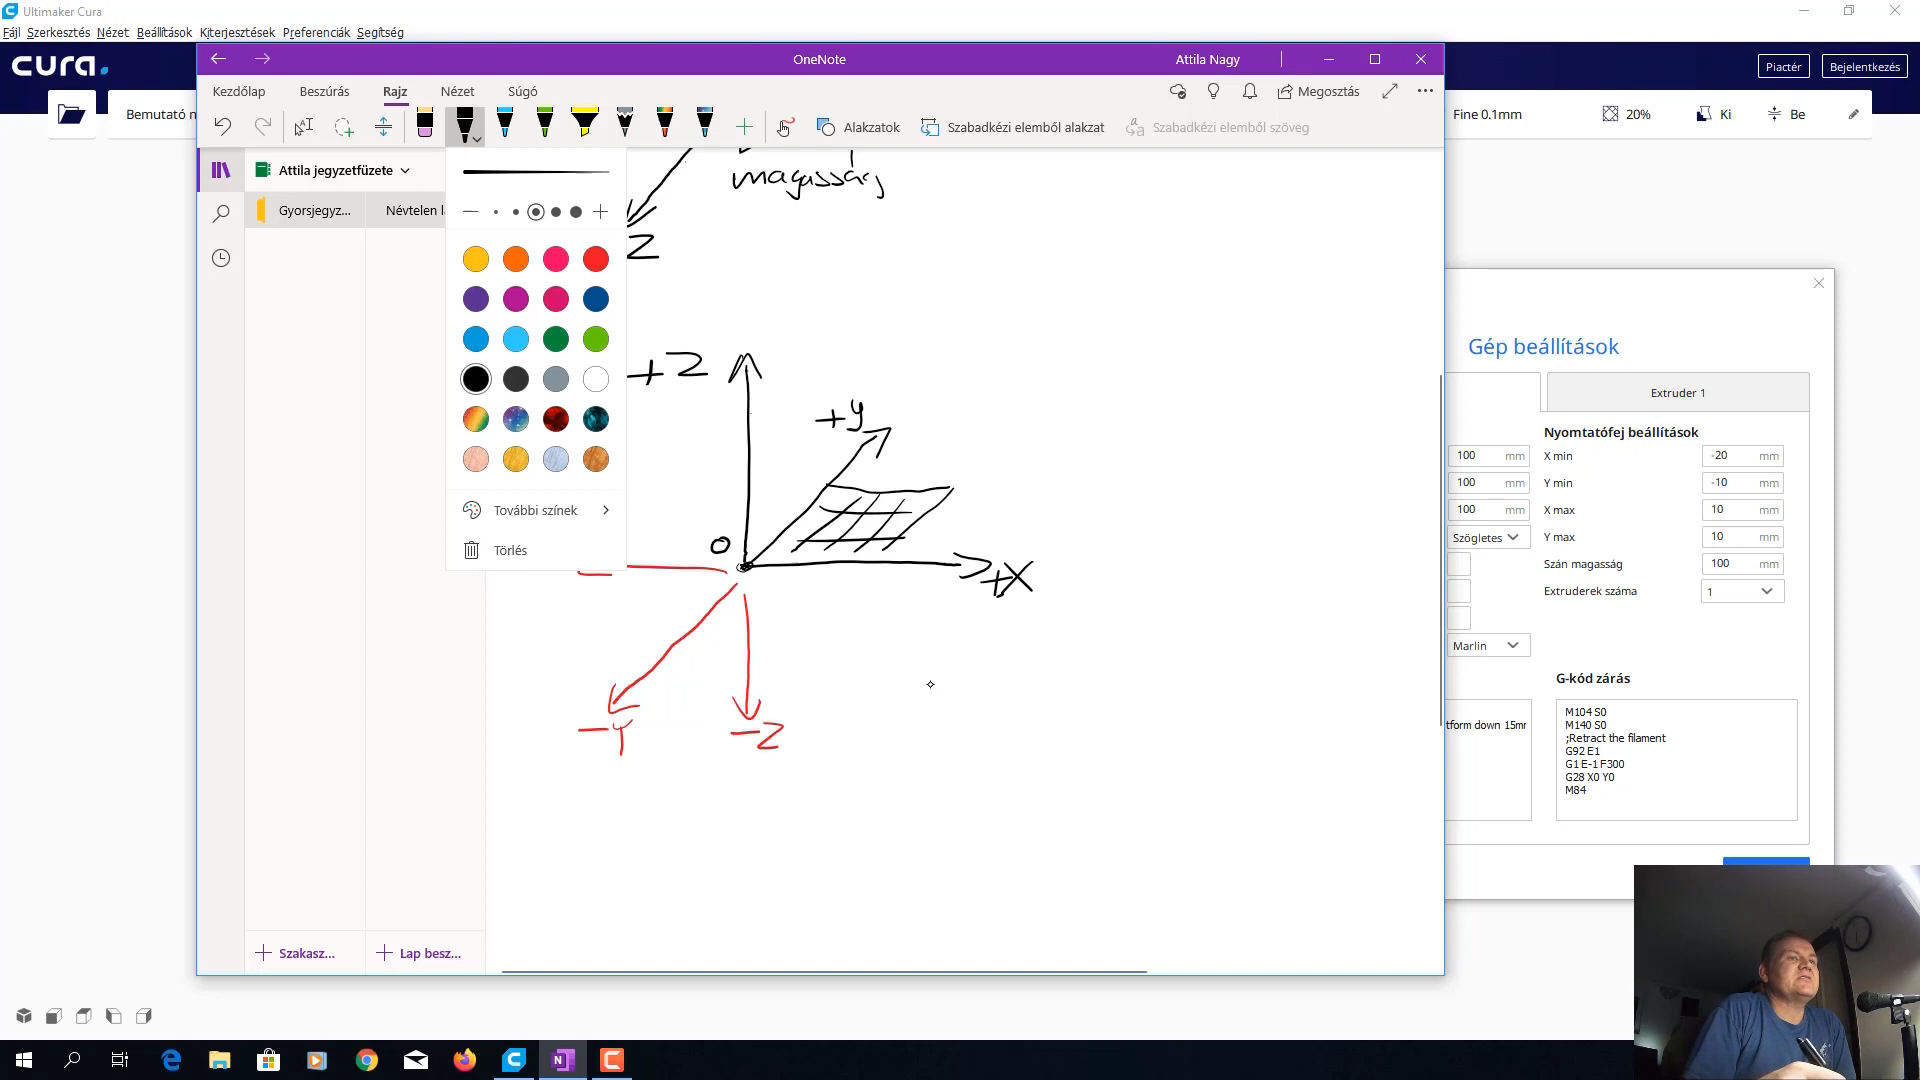 Ultimaker Cura
Fájl Szerkesztés Nézet Beállítások Kiterjesztések Preferenciák Segítség
cura.
Piactér
Bejelentkezés
Bemutató n
Fine 0.1mm
20%
Ki
Be
OneNote
Attila Nagy
Kezdőlap Beszúrás Rajz Nézet Súgó
Megosztás
Alakzatok
Szabadkézi elemből alakzat
Szabadkézi elemből szöveg
Attila jegyzetfüzete
Gyorsjegyz...
Névtelen l
További színek
Törlés
Szakasz...
Lap besz...
magasság
Z
+Z
+Y
0
+X
-Y
-Z
Gép beállítások
Extruder 1
Nyomtatófej beállítások
100 mm
X min
-20 mm
100 mm
Y min
-10 mm
100 mm
X max
10 mm
Szögletes
Y max
10 mm
Szán magasság
100 mm
Extruderek száma
1
Marlin
G-kód zárás
tform down 15mm
M104 S0
M140 S0
;Retract the filament
G92 E1
G1 E-1 F300
G28 X0 Y0
M84